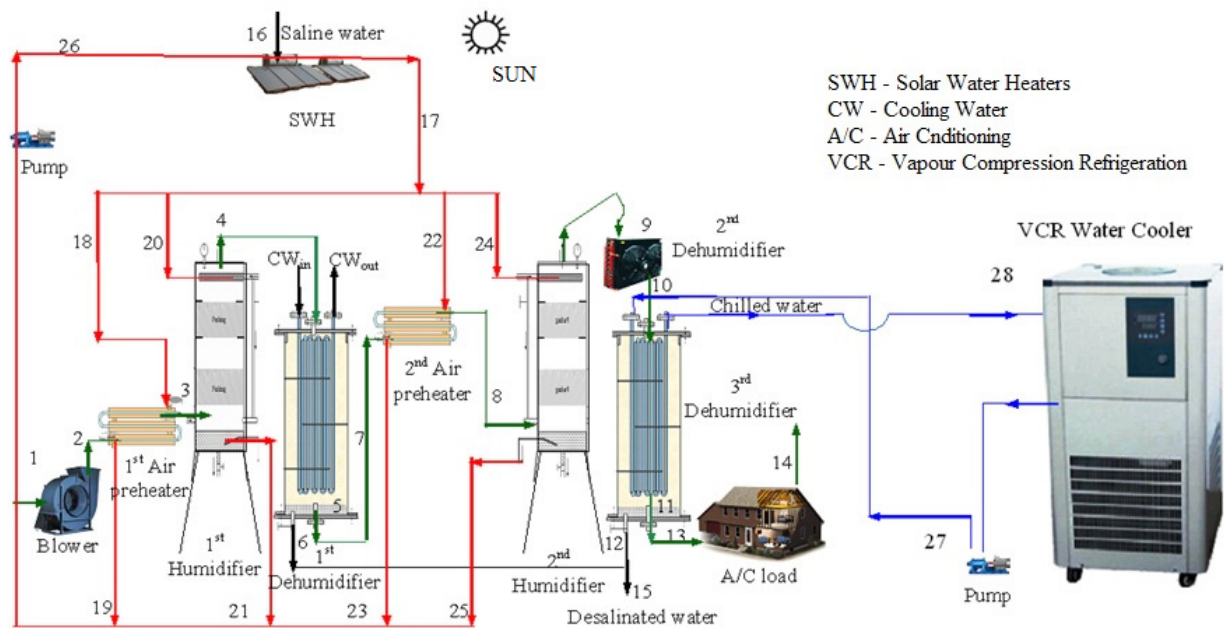 16
Saline water
26
SUN
SWH
17
Pump
SWH - Solar Water Heaters
CW - Cooling Water
A/C - Air Cnditioning
VCR - Vapour Compression Refrigeration
18
20
4
CWin
CWout
22
24
9
2nd
Dehumidifier
10
Chilled water
VCR Water Cooler
28
3
2nd Air
preheater
7
8
3rd
Dehumidifier
1
2
1st Air
preheater
Blower
1st
Humidifier
5
6
1st
Dehumidifier
2nd
Humidifier
11
12
13
14
A/C load
15
Desalinated water
27
Pump
19
21
23
25